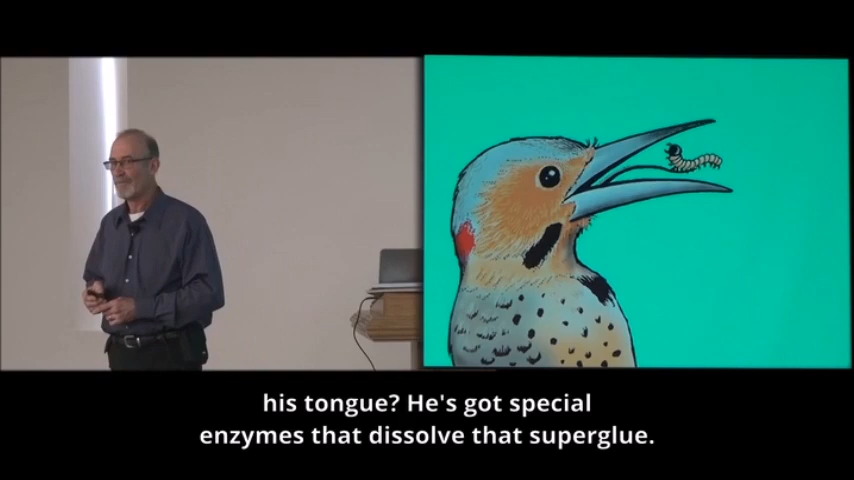 his tongue? He's got special
enzymes that dissolve that superglue.